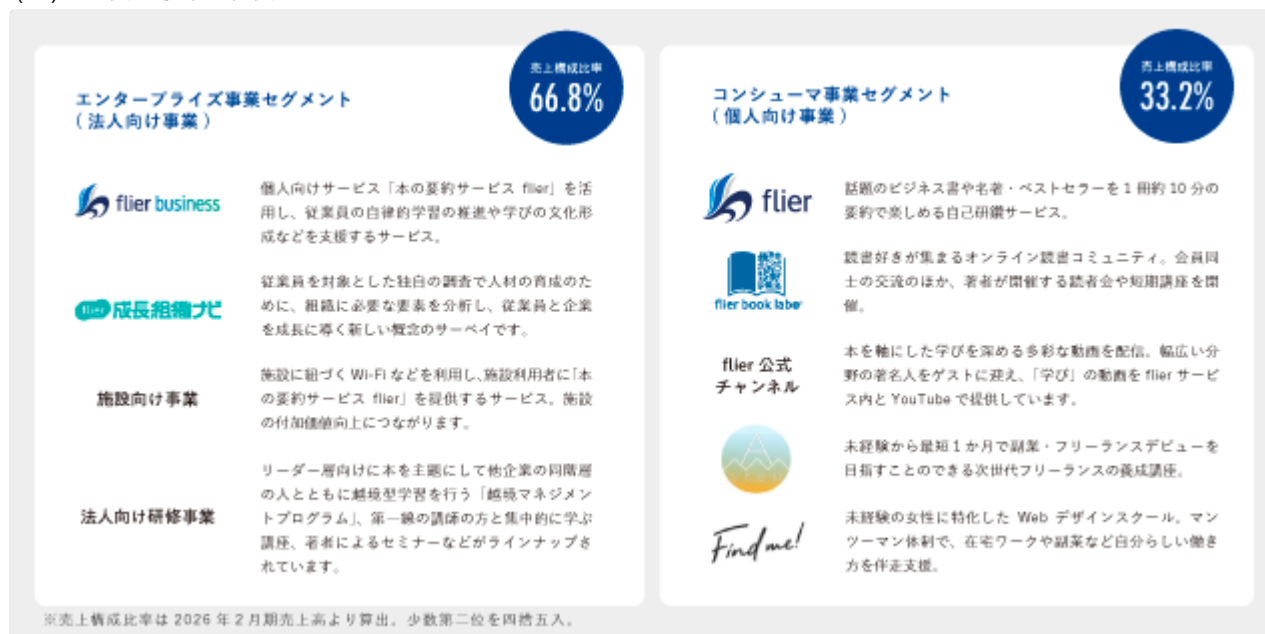 エンタープライズ事業セグメント
(法人向け事業)
売上構成比率
66.8%
flier business
個人向けサービス「本の要約サービス flier」を活
用し、従業員の自律的学習の推進や学びの文化形
成などを支援するサービス。
flier 成長組織ナビ
従業員を対象とした独自の調査で人材の育成のた
めに、組織に必要な要素を分析し、従業員と企業
を成長に導く新しい概念のサーベイです。
施設向け事業
施設に紐づく Wi-Fi などを利用し、施設利用者に「本
の要約サービス flier」を提供するサービス。施設
の付加価値向上につながります。
法人向け研修事業
リーダー層向けに本を主題にして他企業の同階層
の人とともに越境型学習を行う「越境マネジメン
トプログラム」、第一線の講師の方と集中的に学ぶ
講座、著者によるセミナーなどがラインナップさ
れています。
コンシューマ事業セグメント
(個人向け事業)
売上構成比率
33.2%
flier
話題のビジネス書や名著・ベストセラーを1冊約10分の
要約で楽しめる自己研鑽サービス。
flier book labo
読書好きが集まるオンライン読書コミュニティ。会員同
士の交流のほか、著者が開催する読者会や短期講座を開
催。
flier 公式
チャンネル
本を軸にした学びを深める多彩な動画を配信。幅広い分
野の著名人をゲストに迎え、「学び」の動画を flier サービ
ス内と YouTube で提供しています。
未経験から最短1か月で副業・フリーランスデビューを
目指すことのできる次世代フリーランスの養成講座。
Find me!
未経験の女性に特化した Web デザインスクール。マン
ツーマン体制で、在宅ワークや副業など自分らしい働き
方を伴走支援。
※売上構成比率は 2026 年 2 月期売上高より算出。少数第二位を四捨五入。